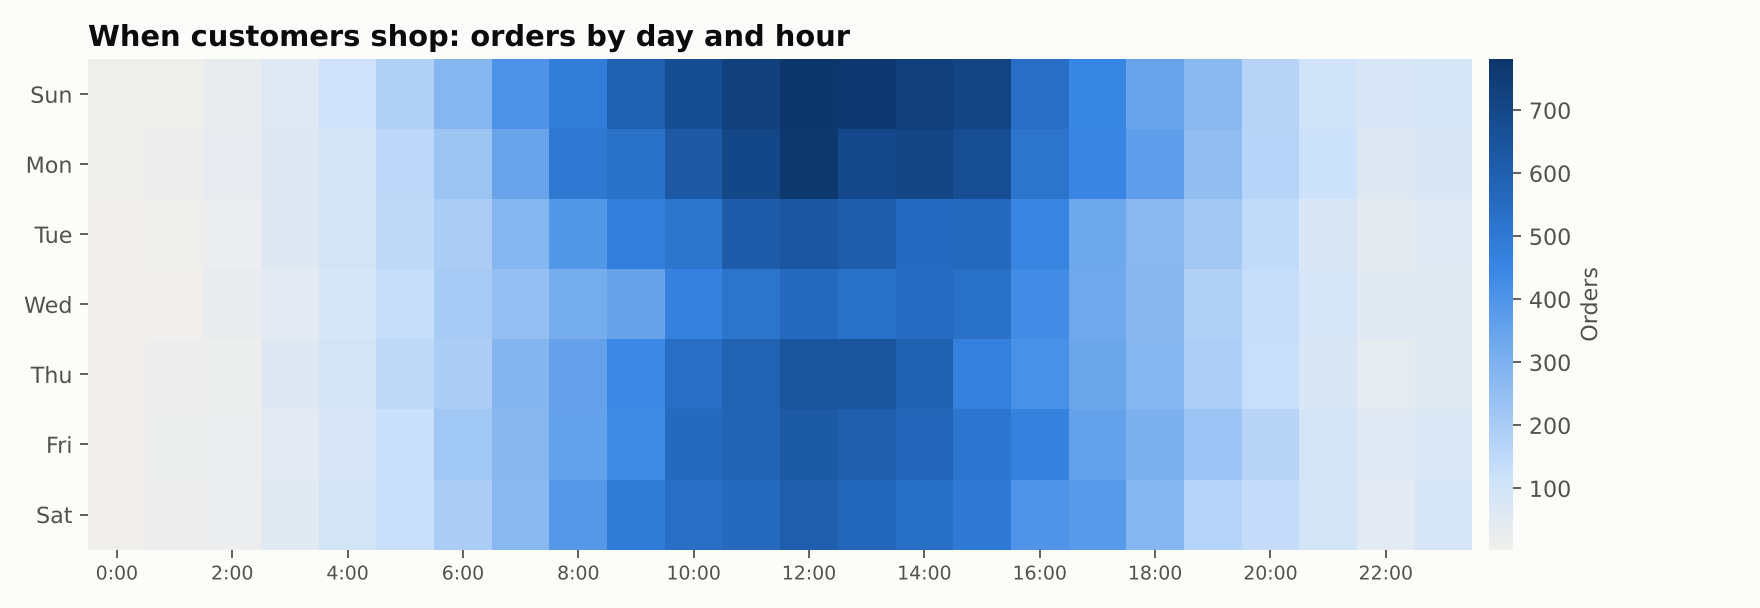 When customers shop: orders by day and hour
Sun
Mon
Tue
Wed
Thu
Fri
Sat
0:00 2:00 4:00 6:00 8:00 10:00 12:00 14:00 16:00 18:00 20:00 22:00
700
600
500
400
300
200
100
Orders